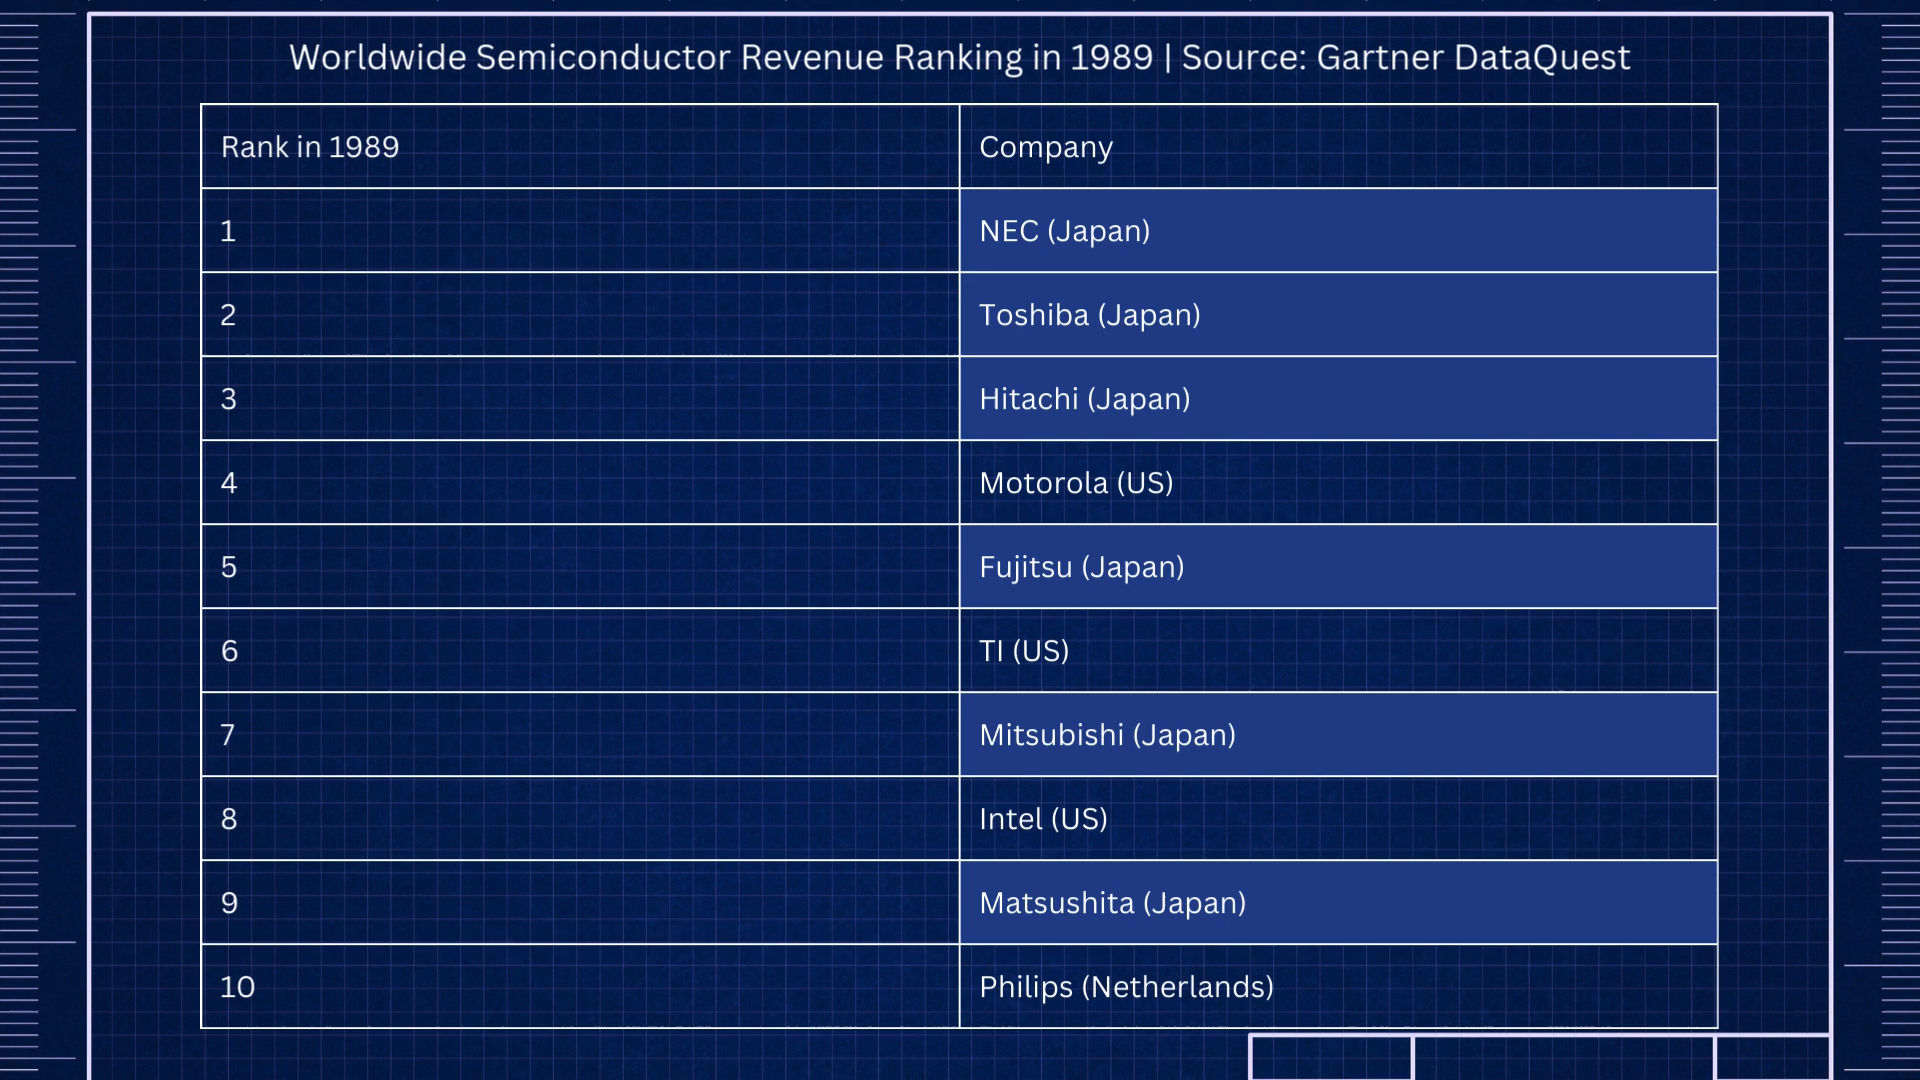 Worldwide Semiconductor Revenue Ranking in 1989 | Source: Gartner DataQuest
Rank in 1989 Company
1 NEC (Japan)
2 Toshiba (Japan)
3 Hitachi (Japan)
4 Motorola (US)
5 Fujitsu (Japan)
6 TI (US)
7 Mitsubishi (Japan)
8 Intel (US)
9 Matsushita (Japan)
10 Philips (Netherlands)